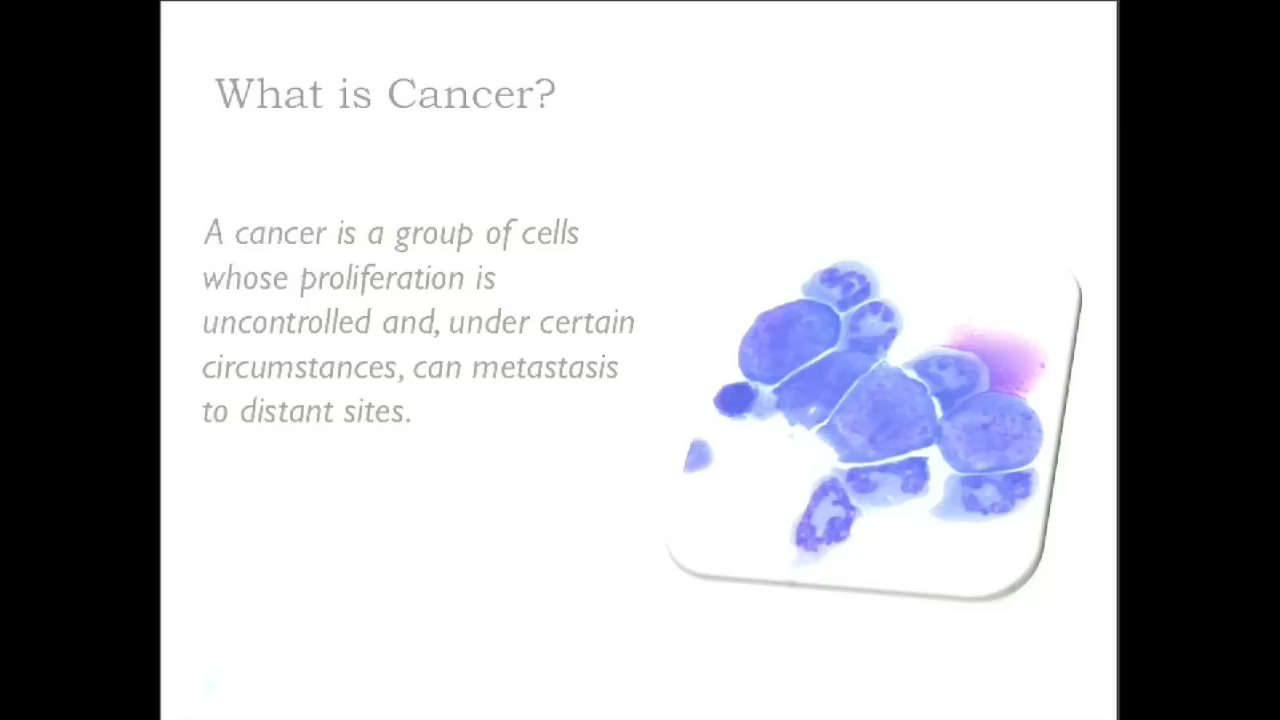 What is Cancer?
A cancer is a group of cells
whose proliferation is
uncontrolled and, under certain
circumstances, can metastasis
to distant sites.